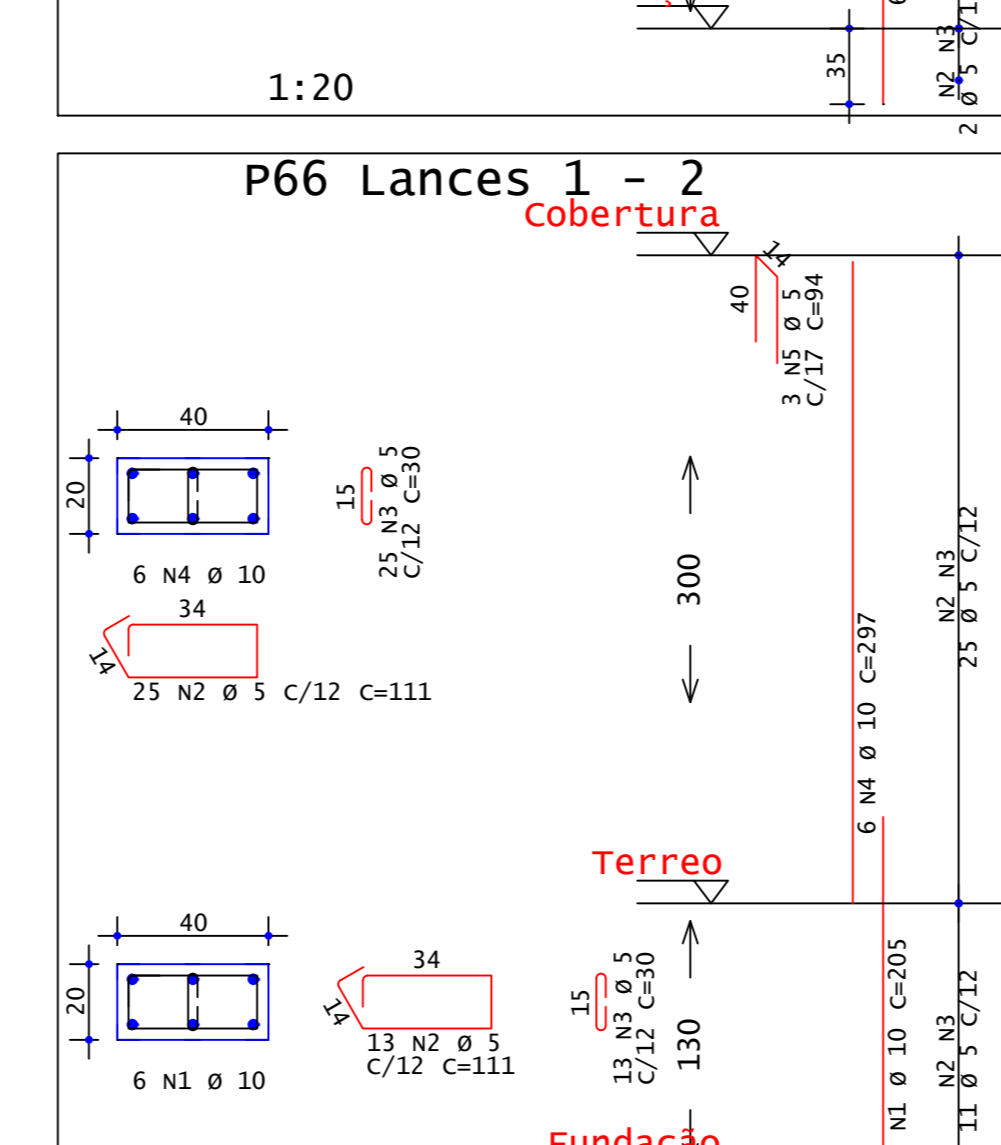 35
N2 N3
1:20
P66 Lances 1 - 2
Cobertura
14
40
3 N5 Ø 5
C/17 C=94
40
20
15
25 N3 Ø 5
C/12 C=30
6 N4 Ø 10
34
14
25 N2 Ø 5 C/12 C=111
300
6 N4 Ø 10 C=297
N2 N3
25 Ø 5 C/12
Terreo
40
20
6 N1 Ø 10
34
14
13 N2 Ø 5
C/12 C=111
15
13 N3 Ø 5
C/12 C=30
130
N1 Ø 10 C=205
N2 N3
11 Ø 5 C/12
Fundação